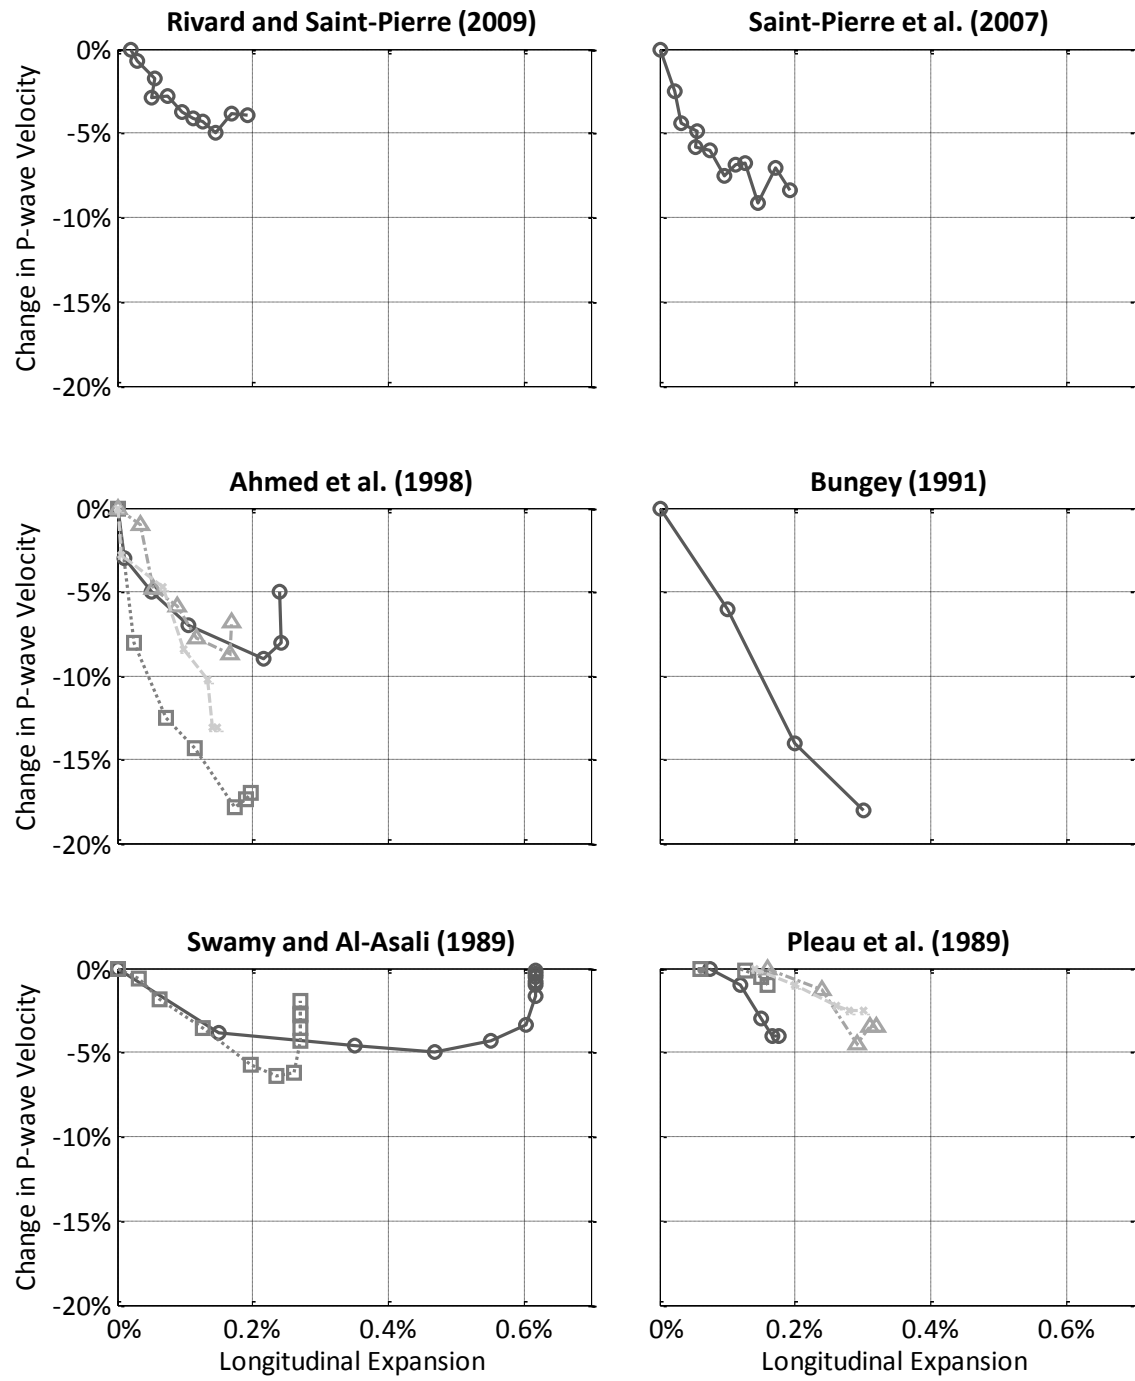 Rivard and Saint-Pierre (2009)
Saint-Pierre et al. (2007)
Change in P-wave Velocity
0%
-5%
-10%
-15%
-20%
Ahmed et al. (1998)
Bungey (1991)
Change in P-wave Velocity
0%
-5%
-10%
-15%
-20%
Swamy and Al-Asali (1989)
Pleau et al. (1989)
Change in P-wave Velocity
0%
-5%
-10%
-15%
-20%
0% 0.2% 0.4% 0.6%
Longitudinal Expansion
0% 0.2% 0.4% 0.6%
Longitudinal Expansion